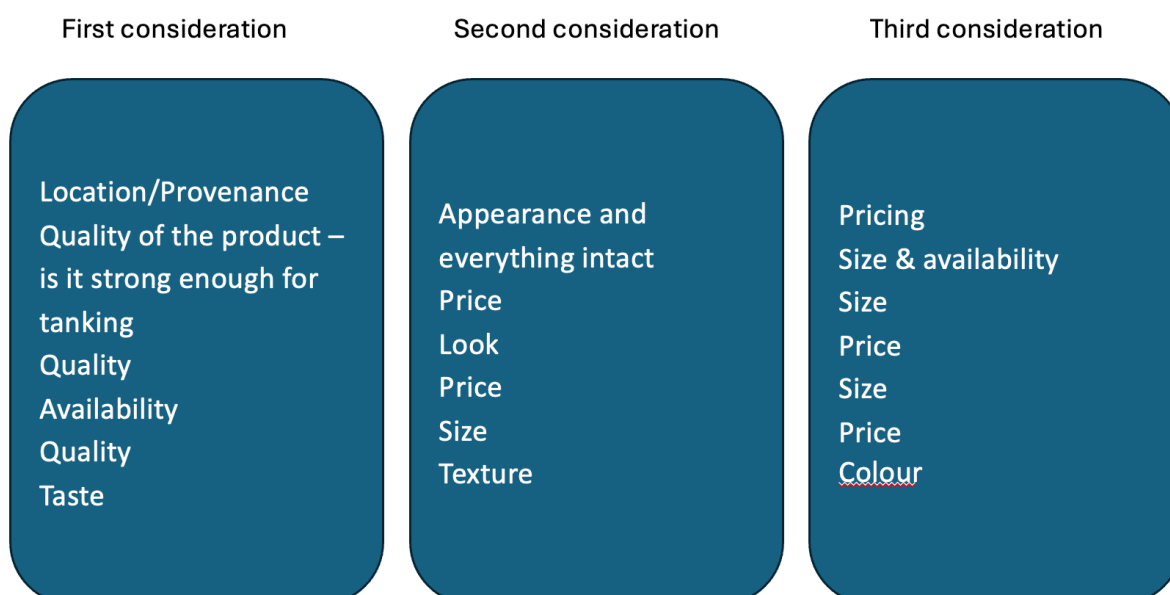 First consideration
Second consideration
Third consideration
Location/Provenance
Quality of the product –
is it strong enough for
tanking
Quality
Availability
Quality
Taste
Appearance and
everything intact
Price
Look
Price
Size
Texture
Pricing
Size & availability
Size
Price
Size
Price
Colour